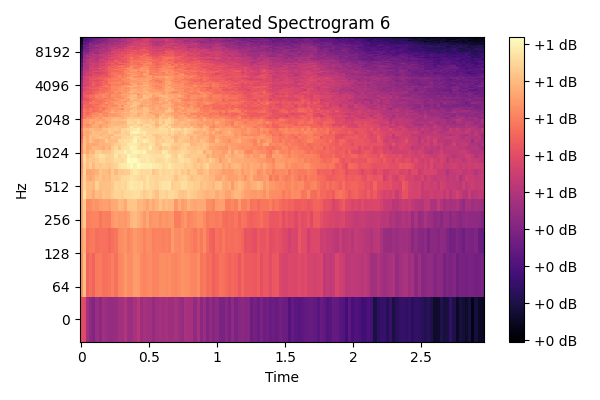 Generated Spectrogram 6
Hz
8192
4096
2048
1024
512
256
128
64
0
0
0.5
1
1.5
2
2.5
Time
+1 dB
+1 dB
+1 dB
+1 dB
+1 dB
+0 dB
+0 dB
+0 dB
+0 dB